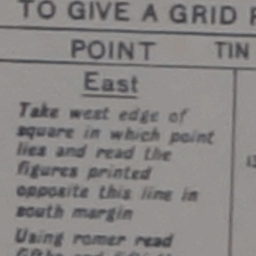 TO GIVE A GRID
POINT TIN
East
Take west edge of
square in which point
lies and read the
figures printed
opposite this line in
south margin
Using romer read